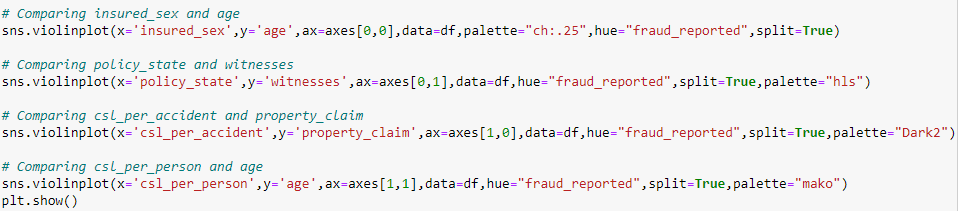 # Comparing insured_sex and age
sns.violinplot(x='insured_sex',y='age',ax=axes[0,0],data=df,palette="ch:.25",hue="fraud_reported",split=True)
# Comparing policy_state and witnesses
sns.violinplot(x='policy_state',y='witnesses',ax=axes[0,1],data=df,hue="fraud_reported",split=True,palette="hls")
# Comparing csl_per_accident and property_claim
sns.violinplot(x='csl_per_accident',y='property_claim',ax=axes[1,0],data=df,hue="fraud_reported",split=True,palette="Dark2")
# Comparing csl_per_person and age
sns.violinplot(x='csl_per_person',y='age',ax=axes[1,1],data=df,hue="fraud_reported",split=True,palette="mako")
plt.show()